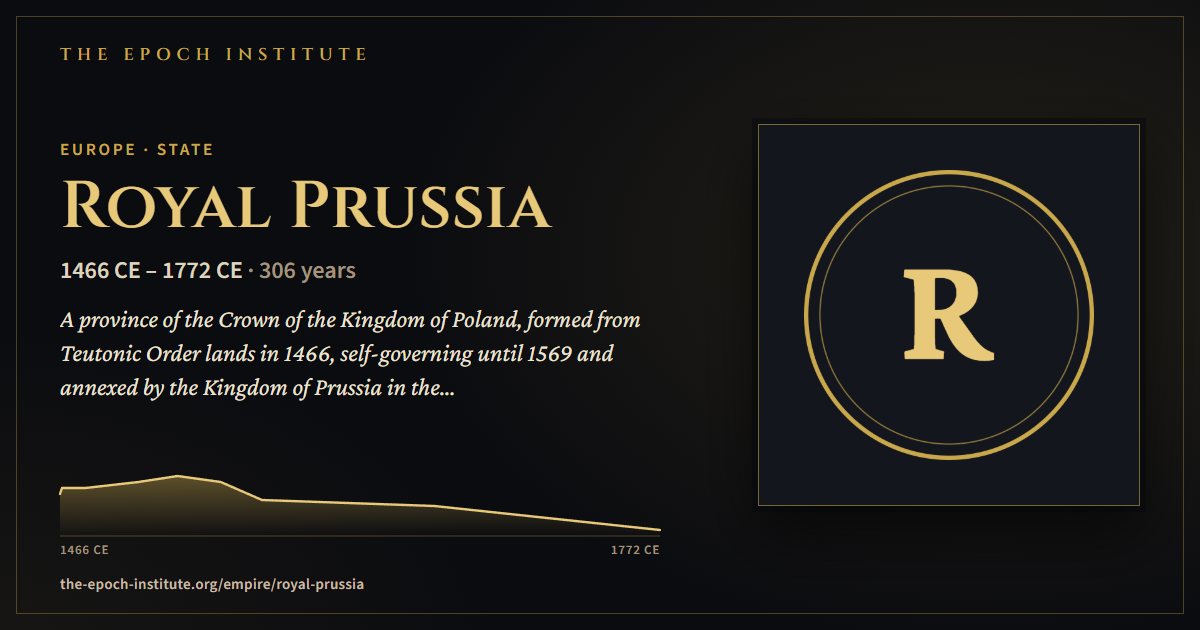 THE EPOCH INSTITUTE
EUROPE · STATE
ROYAL PRUSSIA
1466 CE – 1772 CE · 306 years
A province of the Crown of the Kingdom of Poland, formed from
Teutonic Order lands in 1466, self-governing until 1569 and
annexed by the Kingdom of Prussia in the...
R
1466 CE
1772 CE
the-epoch-institute.org/empire/royal-prussia